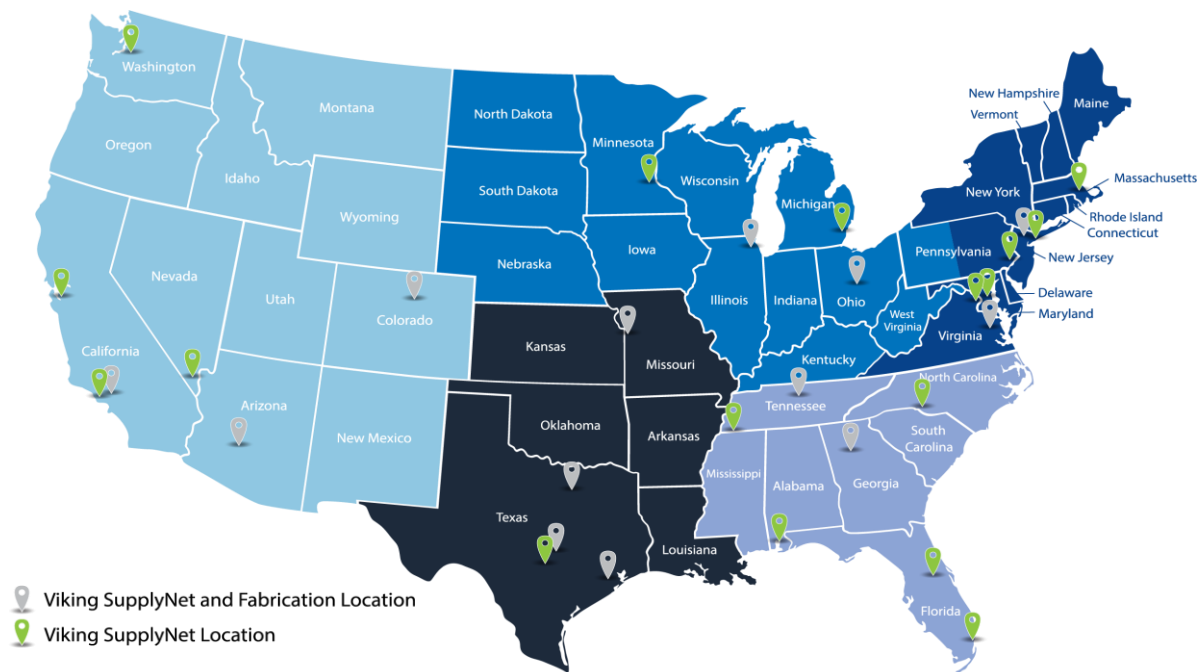 New Hampshire
Vermont
Maine
Washington
Montana
North Dakota
Minnesota
Oregon
Idaho
South Dakota
Wisconsin
Michigan
New York
Massachusetts
Wyoming
Rhode Island
Connecticut
Nevada
Nebraska
Iowa
Pennsylvania
New Jersey
Utah
Colorado
Illinois
Indiana
Ohio
Delaware
West
Virginia
Maryland
California
Kansas
Missouri
Kentucky
Virginia
North Carolina
Arizona
New Mexico
Oklahoma
Arkansas
Tennessee
South
Carolina
Mississippi
Alabama
Georgia
Texas
Louisiana
Florida
Viking SupplyNet and Fabrication Location
Viking SupplyNet Location